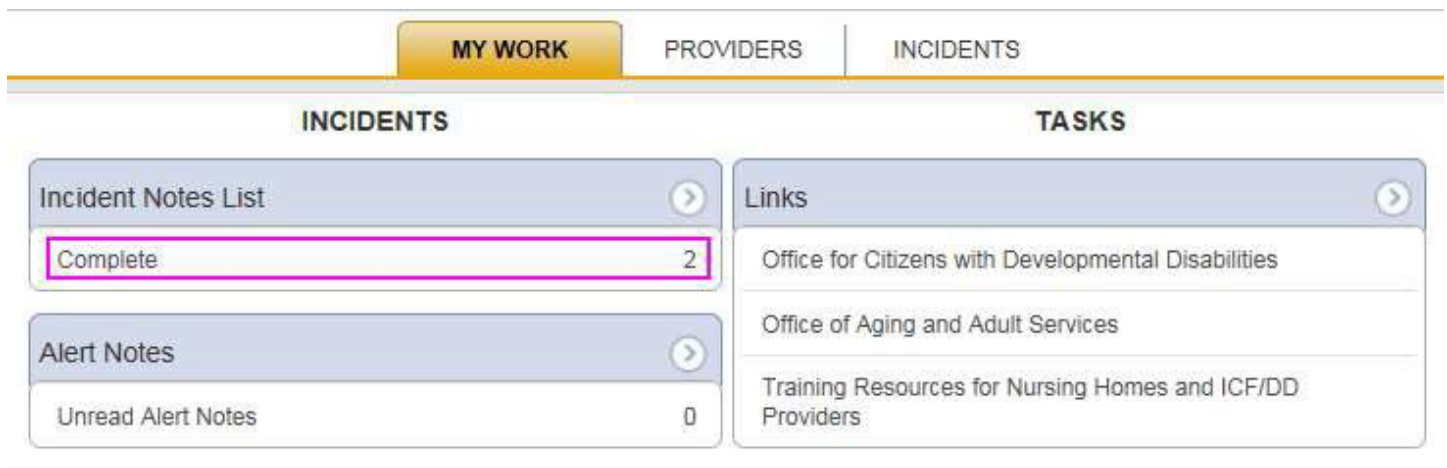 MY WORK PROVIDERS INCIDENTS
INCIDENTS
Incident Notes List
Complete 2
Alert Notes
Unread Alert Notes 0
TASKS
Links
Office for Citizens with Developmental Disabilities
Office of Aging and Adult Services
Training Resources for Nursing Homes and ICF/DD
Providers